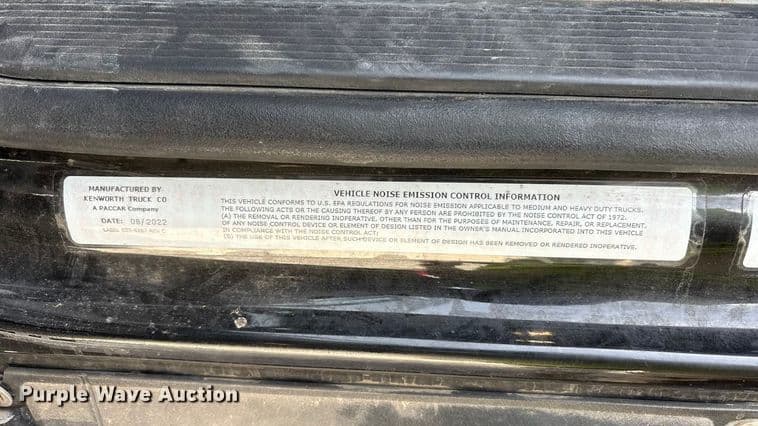 MANUFACTURED BY
KENWORTH TRUCK CO
A PACCAR Company
DATE: 08/2022
VEHICLE NOISE EMISSION CONTROL INFORMATION
THIS VEHICLE CONFORMS TO U.S. EPA REGULATIONS FOR NOISE EMISSION APPLICABLE TO MEDIUM AND HEAVY DUTY TRUCKS.
THE FOLLOWING ACTS OR THE CAUSING THEREOF BY ANY PERSON ARE PROHIBITED BY THE NOISE CONTROL ACT OF 1972.
(A) THE REMOVAL OR RENDERING INOPERATIVE, OTHER THAN FOR THE PURPOSES OF MAINTENANCE, REPAIR, OR REPLACEMENT,
OF ANY NOISE CONTROL DEVICE OR ELEMENT OF DESIGN LISTED IN THE OWNER'S MANUAL INCORPORATED INTO THIS VEHICLE
IN COMPLIANCE WITH THE NOISE CONTROL ACT;
(B) THE USE OF THIS VEHICLE AFTER SUCH DEVICE OR ELEMENT OF DESIGN HAS BEEN REMOVED OR RENDERED INOPERATIVE.
Purple Wave Auction